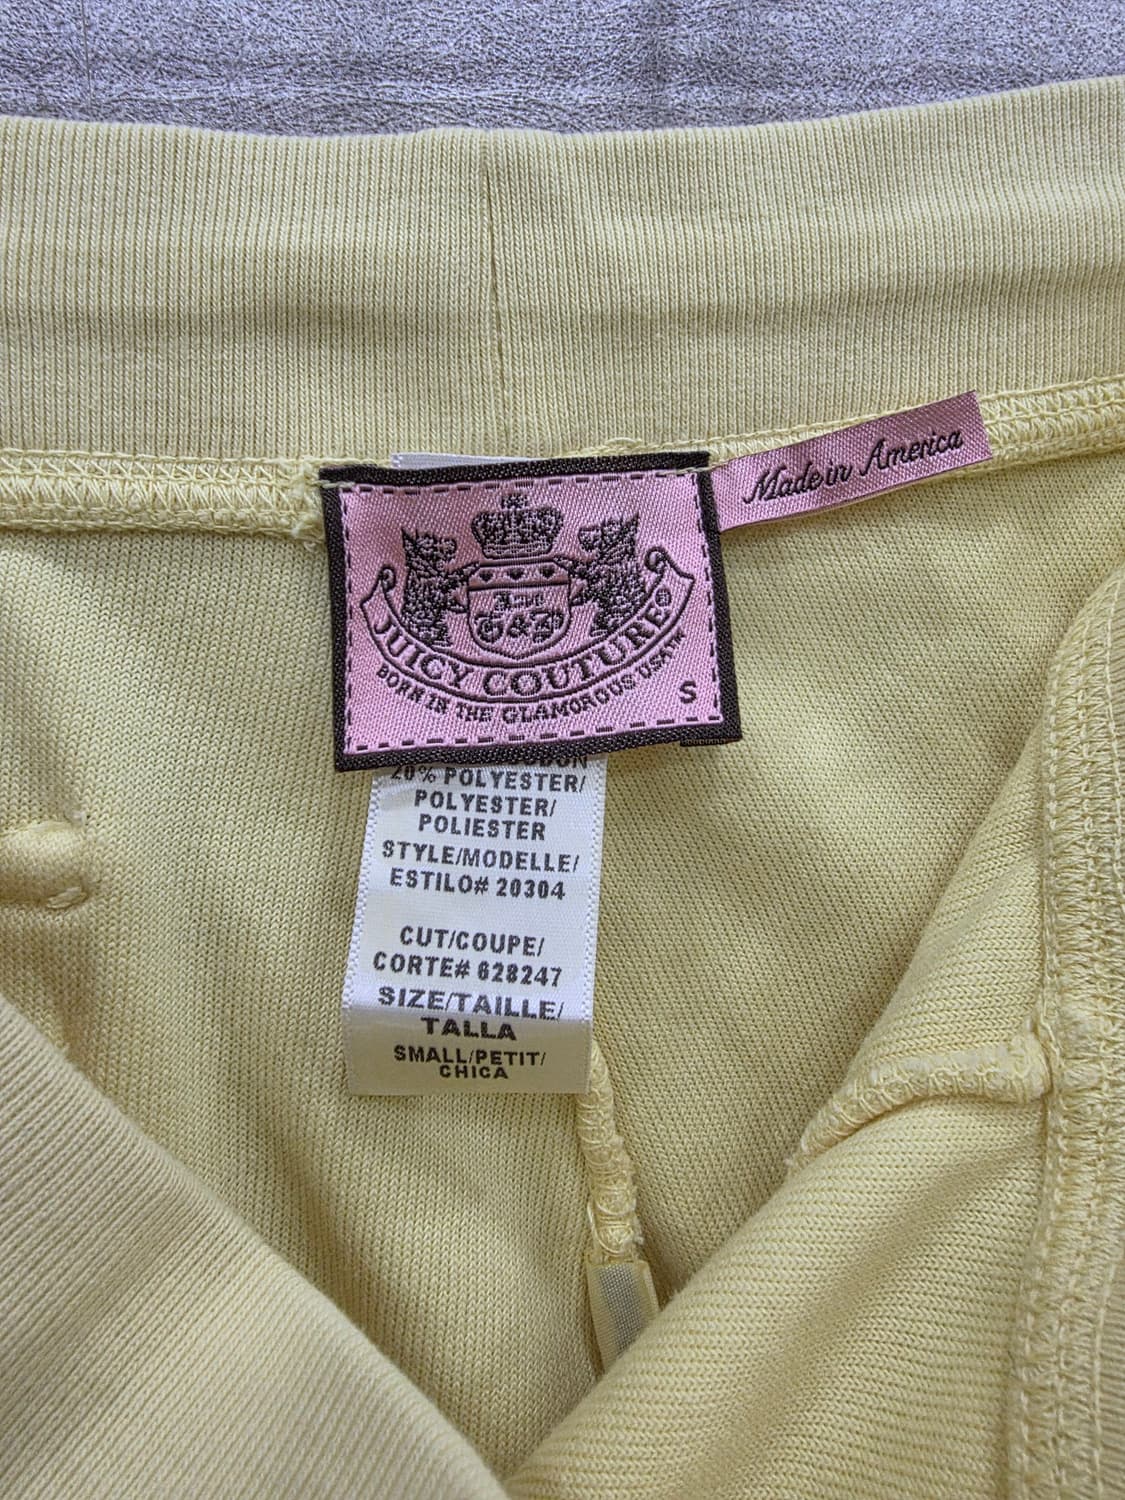 Made in America
G&P
JUICY COUTURE®
BORN IN THE GLAMOROUS USA™
S
20% POLYESTER/
POLYESTER/
POLIESTER
STYLE/MODELLE/
ESTILO# 20304
CUT/COUPE/
CORTE# 628247
SIZE/TAILLE/
TALLA
SMALL/PETIT/
CHICA